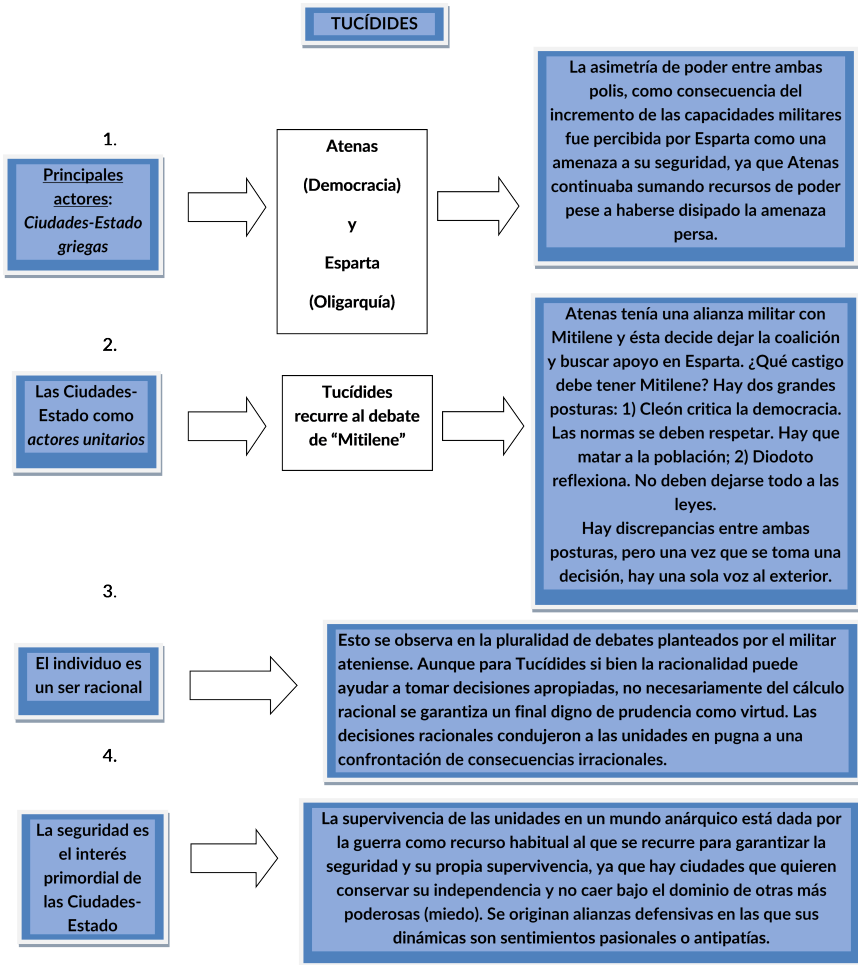 TUCÍDIDES
1.
Principales
actores:
Ciudades-Estado
griegas
Atenas
(Democracia)
y
Esparta
(Oligarquía)
La asimetría de poder entre ambas
polis, como consecuencia del
incremento de las capacidades militares
fue percibida por Esparta como una
amenaza a su seguridad, ya que Atenas
continuaba sumando recursos de poder
pese a haberse disipado la amenaza
persa.
2.
Las Ciudades-
Estado como
actores unitarios
Tucídides
recurre al debate
de “Mitilene”
Atenas tenía una alianza militar con
Mitilene y ésta decide dejar la coalición
y buscar apoyo en Esparta. ¿Qué castigo
debe tener Mitilene? Hay dos grandes
posturas: 1) Cleón critica la democracia.
Las normas se deben respetar. Hay que
matar a la población; 2) Diodoto
reflexiona. No deben dejarse todo a las
leyes.
Hay discrepancias entre ambas
posturas, pero una vez que se toma una
decisión, hay una sola voz al exterior.
3.
El individuo es
un ser racional
Esto se observa en la pluralidad de debates planteados por el militar
ateniense. Aunque para Tucídides si bien la racionalidad puede
ayudar a tomar decisiones apropiadas, no necesariamente del cálculo
racional se garantiza un final digno de prudencia como virtud. Las
decisiones racionales condujeron a las unidades en pugna a una
confrontación de consecuencias irracionales.
4.
La seguridad es
el interés
primordial de
las Ciudades-
Estado
La supervivencia de las unidades en un mundo anárquico está dada por
la guerra como recurso habitual al que se recurre para garantizar la
seguridad y su propia supervivencia, ya que hay ciudades que quieren
conservar su independencia y no caer bajo el dominio de otras más
poderosas (miedo). Se originan alianzas defensivas en las que sus
dinámicas son sentimientos pasionales o antipatías.